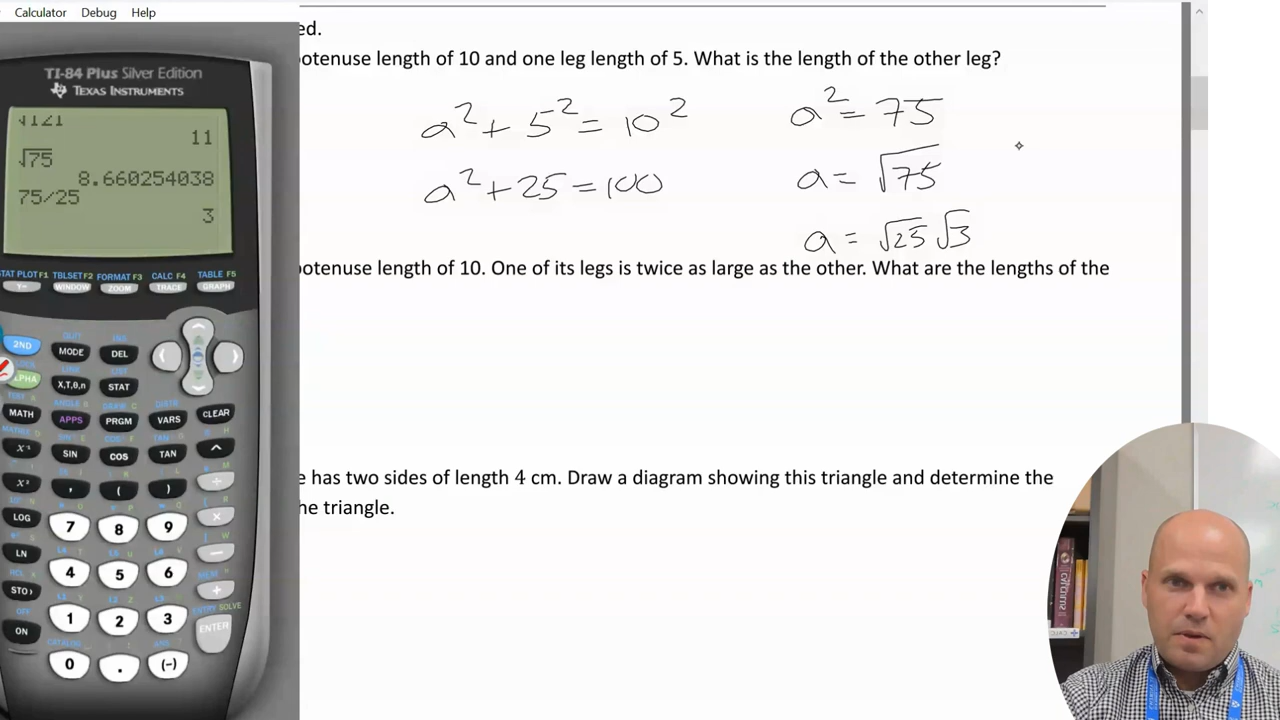 Calculator Debug Help
ed.
potenuse length of 10 and one leg length of 5. What is the length of the other leg?
a² + 5² = 10²
a² + 25 = 100
a² = 75
a = √75
a = √25 √3
potenuse length of 10. One of its legs is twice as large as the other. What are the lengths of the
e has two sides of length 4 cm. Draw a diagram showing this triangle and determine the
he triangle.
TI-84 Plus Silver Edition
TEXAS INSTRUMENTS
√121
11
√75
8.660254038
75/25
3
STAT PLOT F1 TBLSET F2 FORMAT F3 CALC F4 TABLE F5
Y= WINDOW ZOOM TRACE GRAPH
2ND MODE DEL
ALPHA X,T,θ,n STAT
MATH APPS PRGM VARS CLEAR
X⁻¹ SIN COS TAN ^
X² , ( ) ÷
LOG 7 8 9 ×
LN 4 5 6 −
ENTRY SOLVE
STO› 1 2 3 +
ON 0 . (-) ENTER